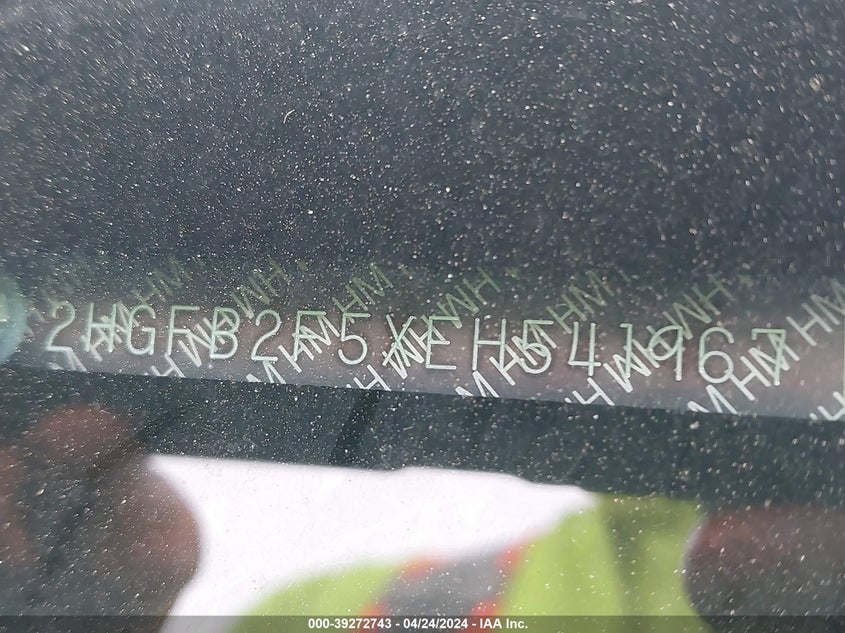 2HGFB2F5XEH541967
000-39272743 / 04/24/2024 - IAA Inc.